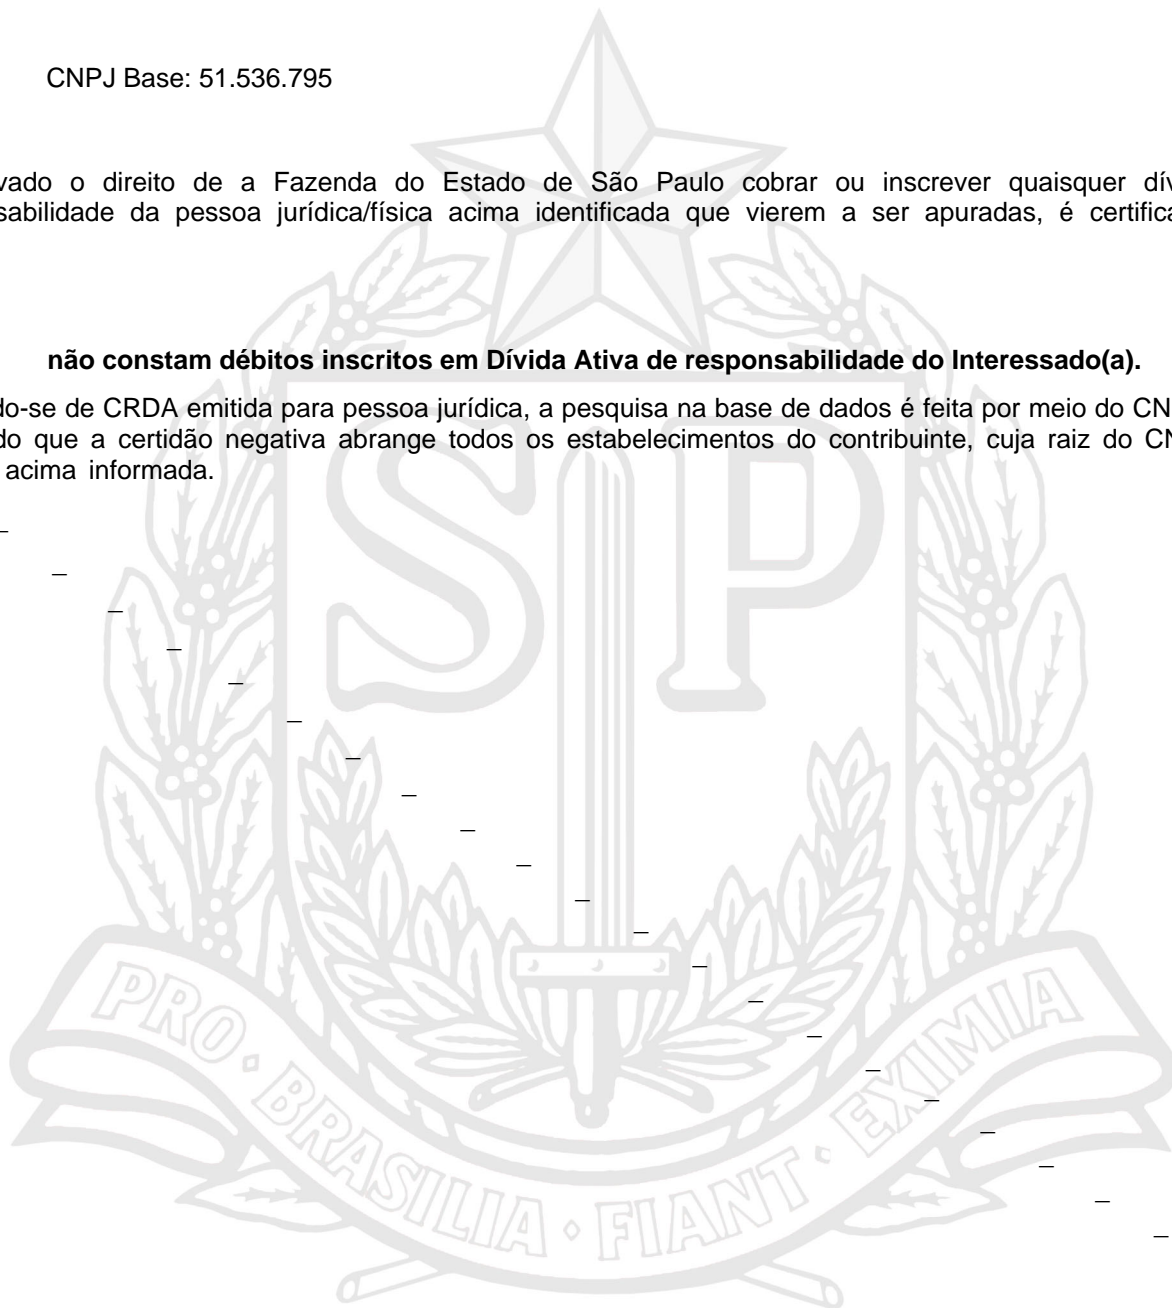 CNPJ Base: 51.536.795
vado o direito de a Fazenda do Estado de São Paulo cobrar ou inscrever quaisquer dív
sabilidade da pessoa jurídica/física acima identificada que vierem a ser apuradas, é certifica
não constam débitos inscritos em Dívida Ativa de responsabilidade do Interessado(a).
do-se de CRDA emitida para pessoa jurídica, a pesquisa na base de dados é feita por meio do CN
do que a certidão negativa abrange todos os estabelecimentos do contribuinte, cuja raiz do CN
acima informada.
SP
PRO • BRASILIA • FIANT • EXIMIA